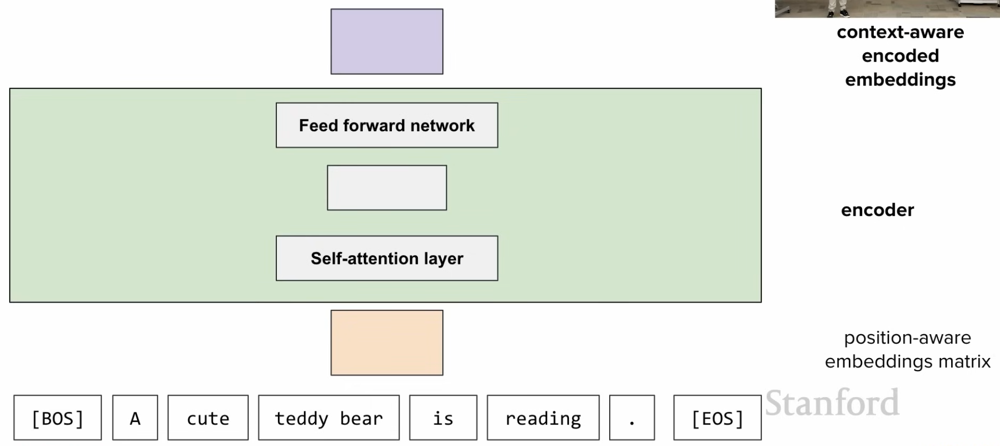 context-aware
encoded
embeddings
Feed forward network
encoder
Self-attention layer
position-aware
embeddings matrix
[BOS] A cute teddy bear is reading . [EOS]
Stanford